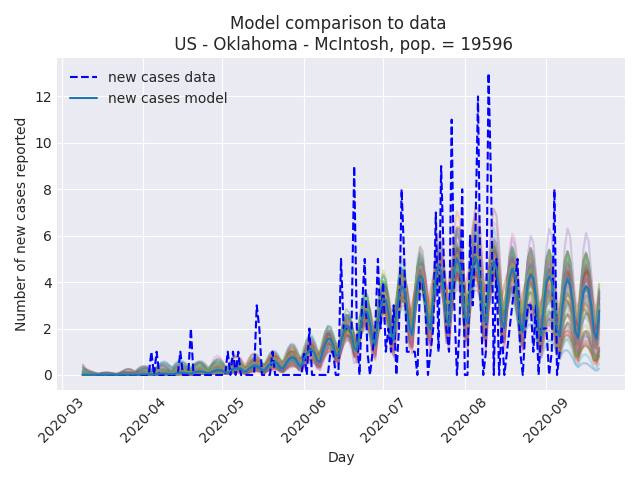 Model comparison to data
US - Oklahoma - McIntosh, pop. = 19596
new cases data
new cases model
Number of new cases reported
12
10
8
6
4
2
0
2020-03
2020-04
2020-05
2020-06
2020-07
2020-08
2020-09
Day